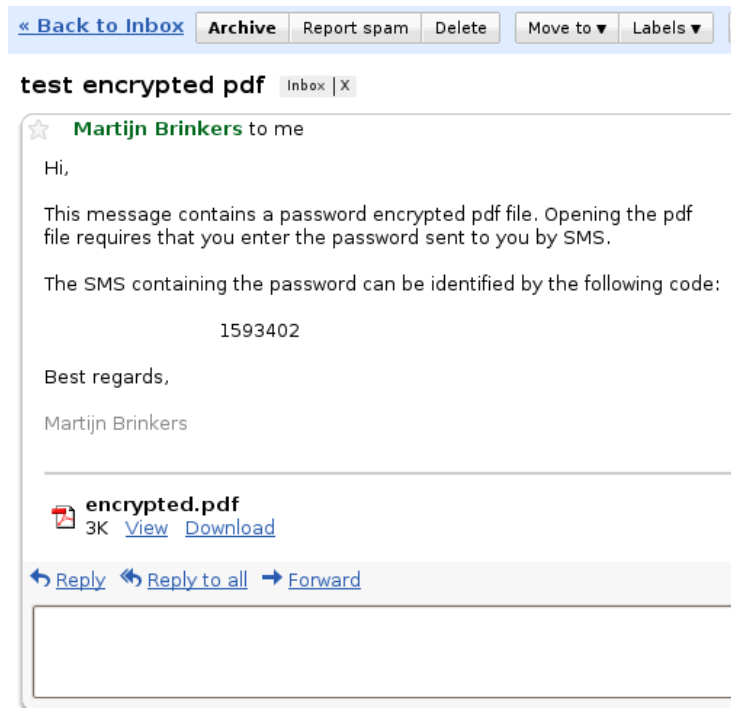 « Back to Inbox Archive Report spam Delete Move to ▼ Labels ▼
test encrypted pdf Inbox | X
Martijn Brinkers to me
Hi,
This message contains a password encrypted pdf file. Opening the pdf
file requires that you enter the password sent to you by SMS.
The SMS containing the password can be identified by the following code:
1593402
Best regards,
Martijn Brinkers
encrypted.pdf
3K View Download
Reply Reply to all Forward